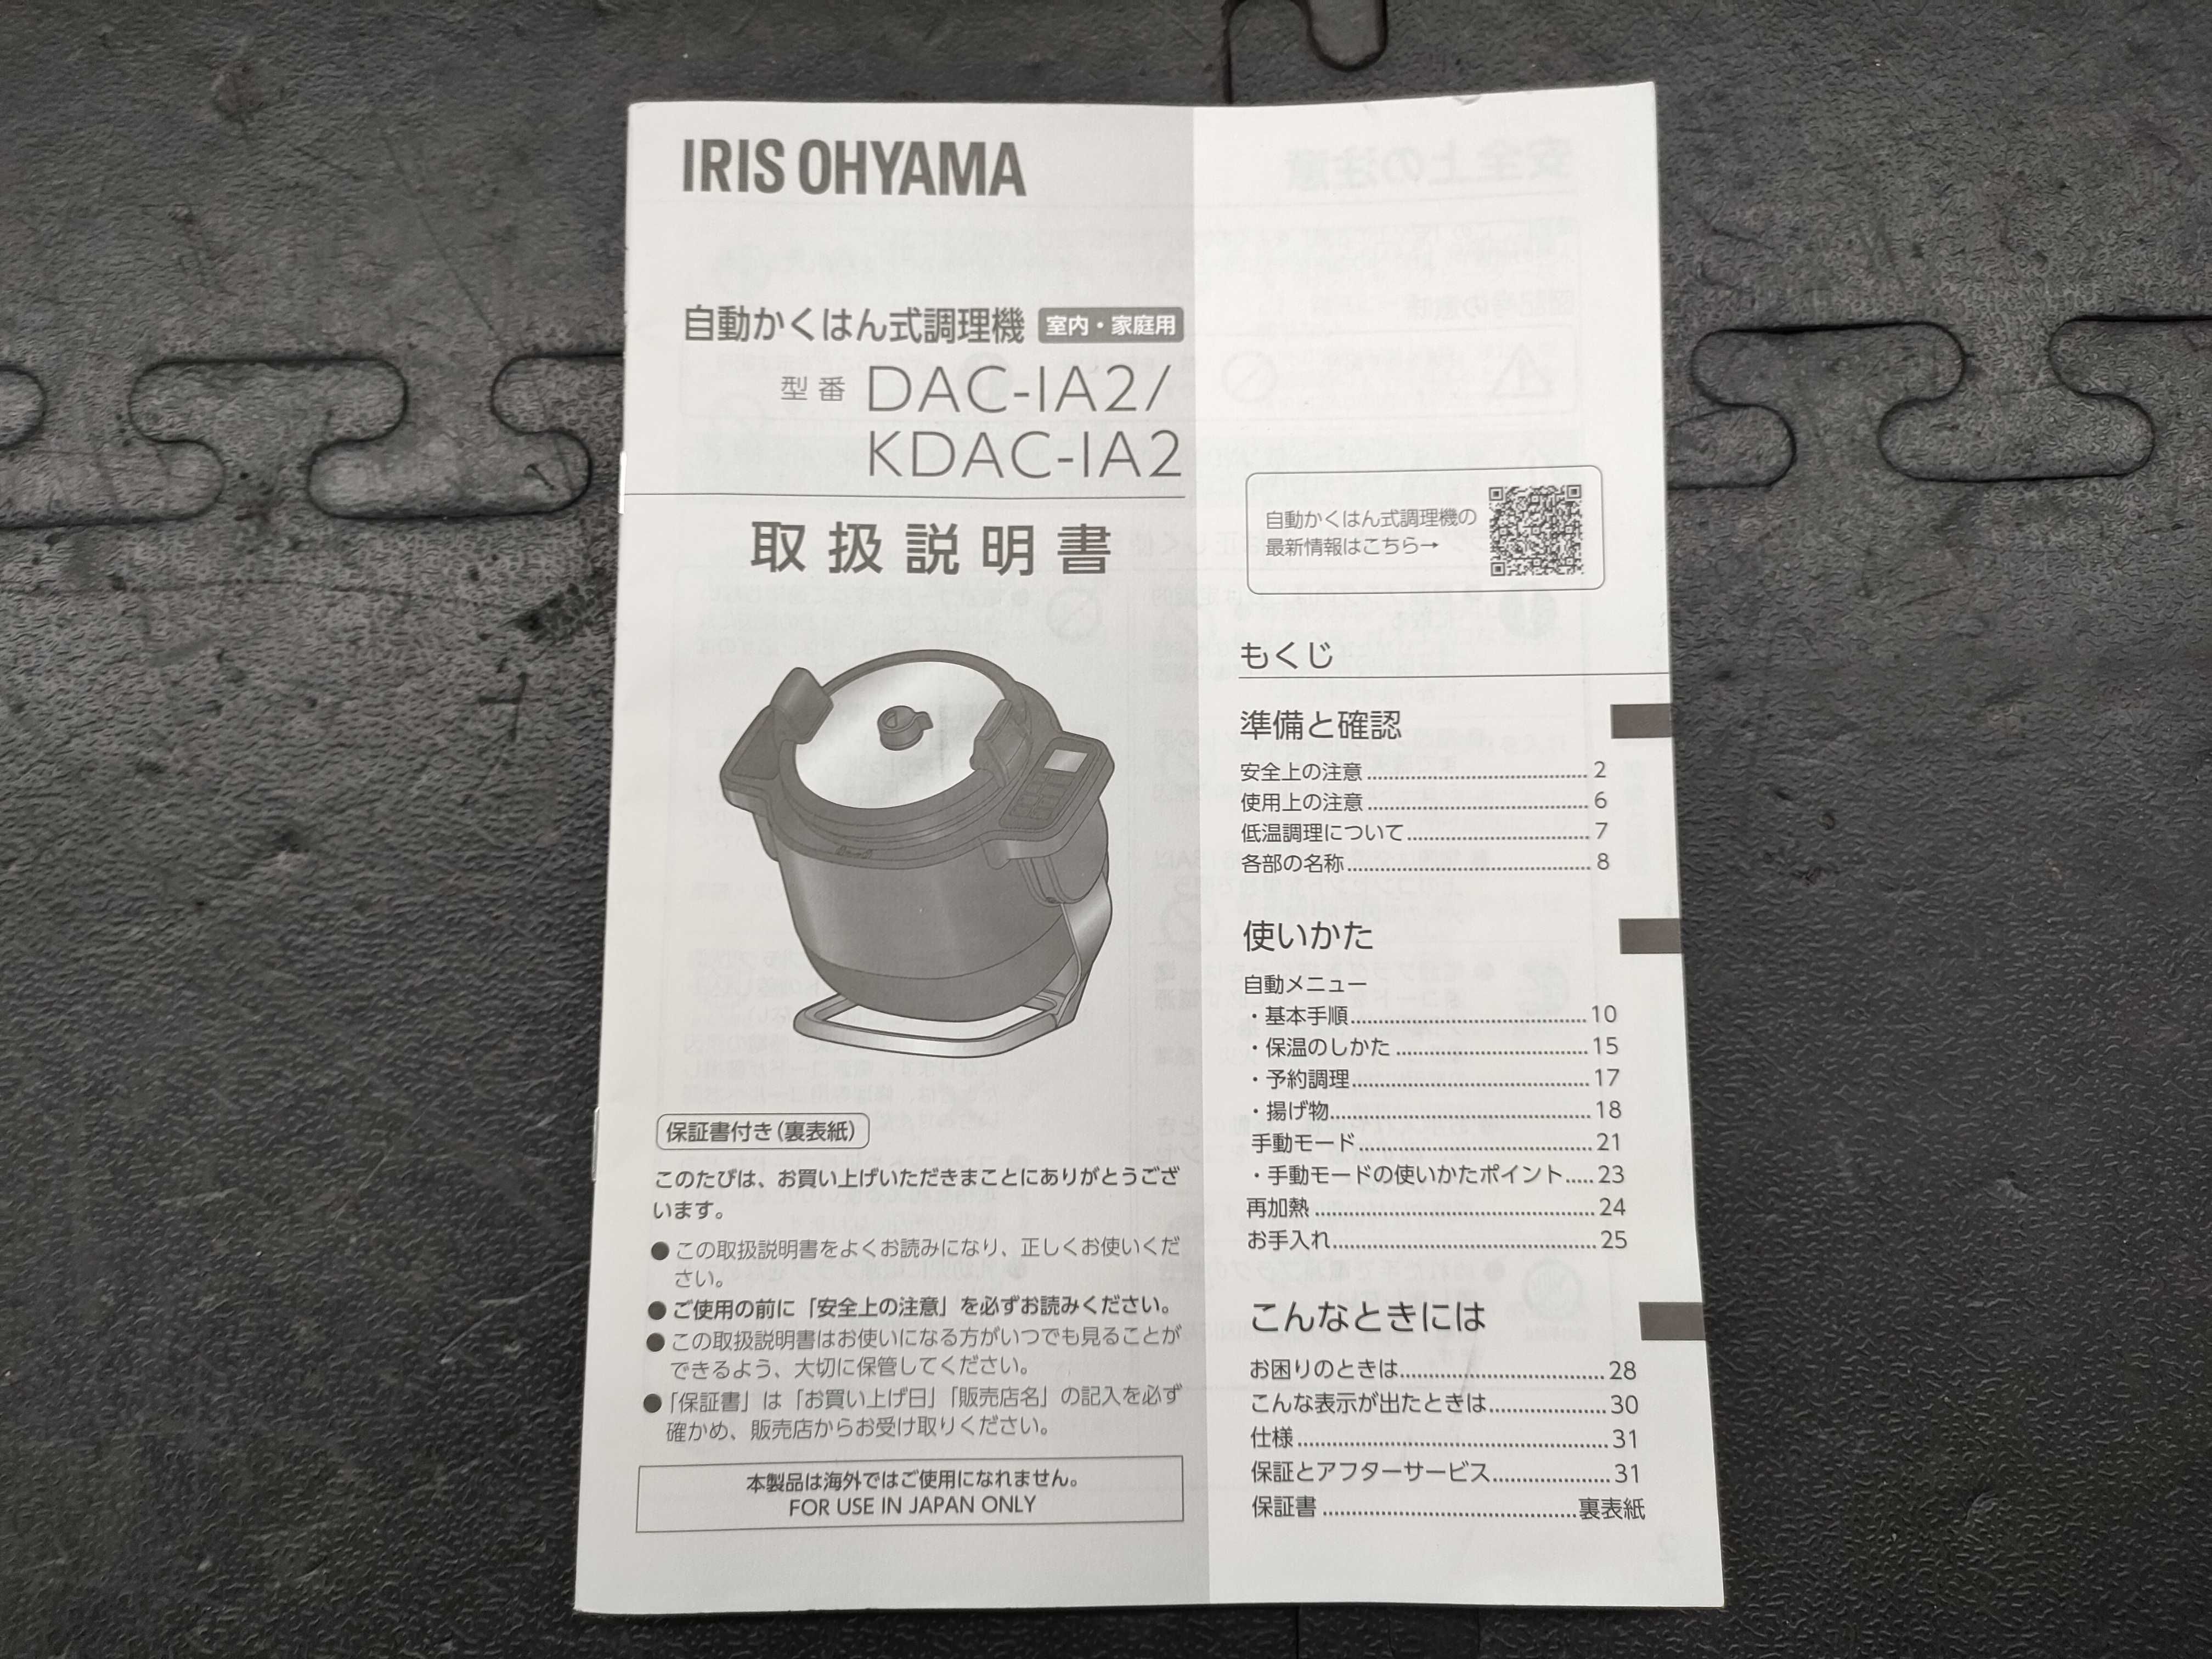 IRIS OHYAMA
自動かくはん式調理機 室内・家庭用
型番 DAC-IA2/
KDAC-IA2
取扱説明書
保証書付き(裏表紙)
このたびは、お買い上げいただきまことにありがとうござ
います。
● この取扱説明書をよくお読みになり、正しくお使いくだ
さい。
● ご使用の前に「安全上の注意」を必ずお読みください。
● この取扱説明書はお使いになる方がいつでも見ることが
できるよう、大切に保管してください。
● 「保証書」は「お買い上げ日」「販売店名」の記入を必ず
確かめ、販売店からお受け取りください。
本製品は海外ではご使用になれません。
FOR USE IN JAPAN ONLY
自動かくはん式調理機の
最新情報はこちら→
もくじ
準備と確認
安全上の注意 2
使用上の注意 6
低温調理について 7
各部の名称 8
使いかた
自動メニュー
・基本手順 10
・保温のしかた 15
・予約調理 17
・揚げ物 18
手動モード 21
・手動モードの使いかたポイント 23
再加熱 24
お手入れ 25
こんなときには
お困りのときは 28
こんな表示が出たときは 30
仕様 31
保証とアフターサービス 31
保証書 裏表紙